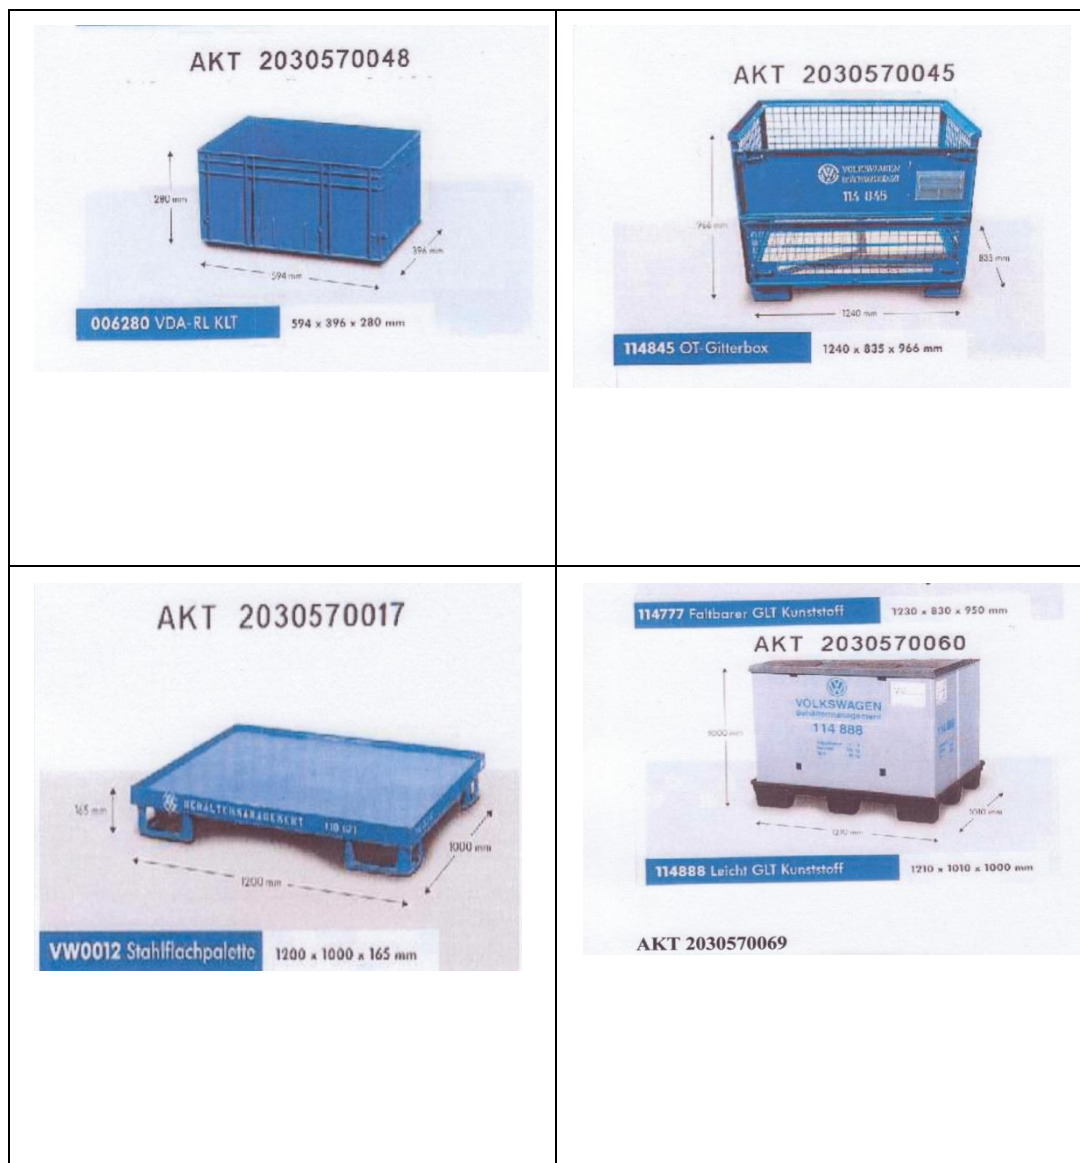 AKT 2030570048
280 mm
396 mm
594 mm
006280 VDA-RL KLT 594 x 396 x 280 mm
AKT 2030570045
VOLKSWAGEN
114 845
966 mm
835 mm
1240 mm
114845 OT-Gitterbox 1240 x 835 x 966 mm
AKT 2030570017
165 mm
BEHÄLTERMANAGEMENT
1000 mm
1200 mm
VW0012 Stahlflachpalette 1200 x 1000 x 165 mm
114777 Faltbarer GLT Kunststoff 1230 x 830 x 950 mm
AKT 2030570060
VOLKSWAGEN
Behältermanagement
114 888
1000 mm
1010 mm
1210 mm
114888 Leicht GLT Kunststoff 1210 x 1010 x 1000 mm
AKT 2030570069